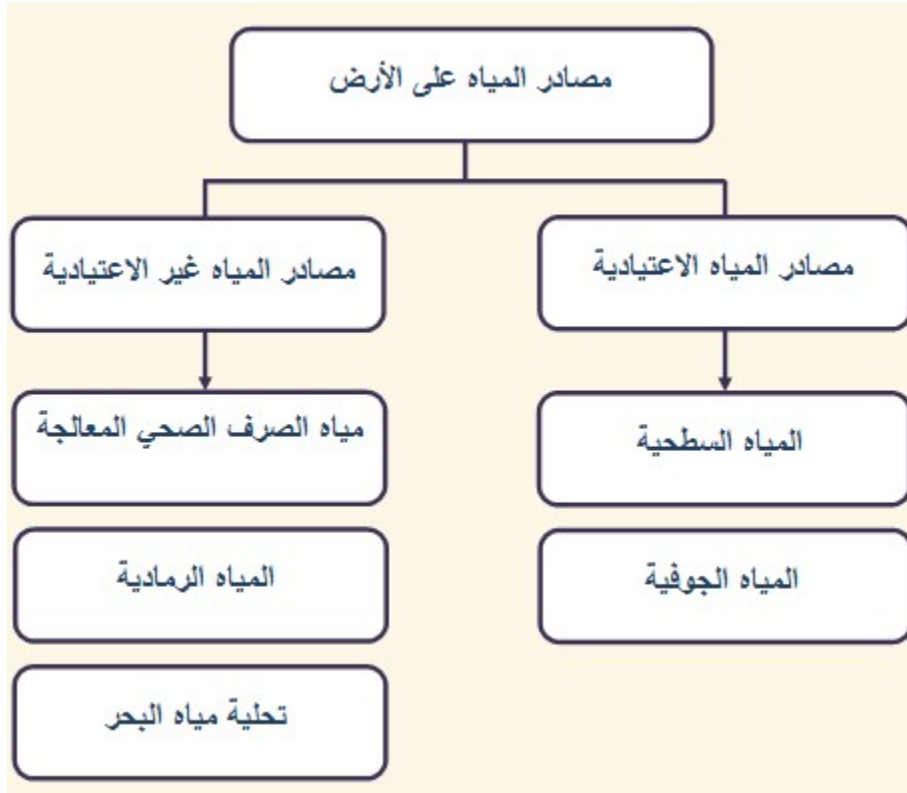 مصادر المياه على الأرض
مصادر المياه الاعتيادية
مصادر المياه غير الاعتيادية
المياه السطحية
مياه الصرف الصحي المعالجة
المياه الجوفية
المياه الرمادية
تحلية مياه البحر